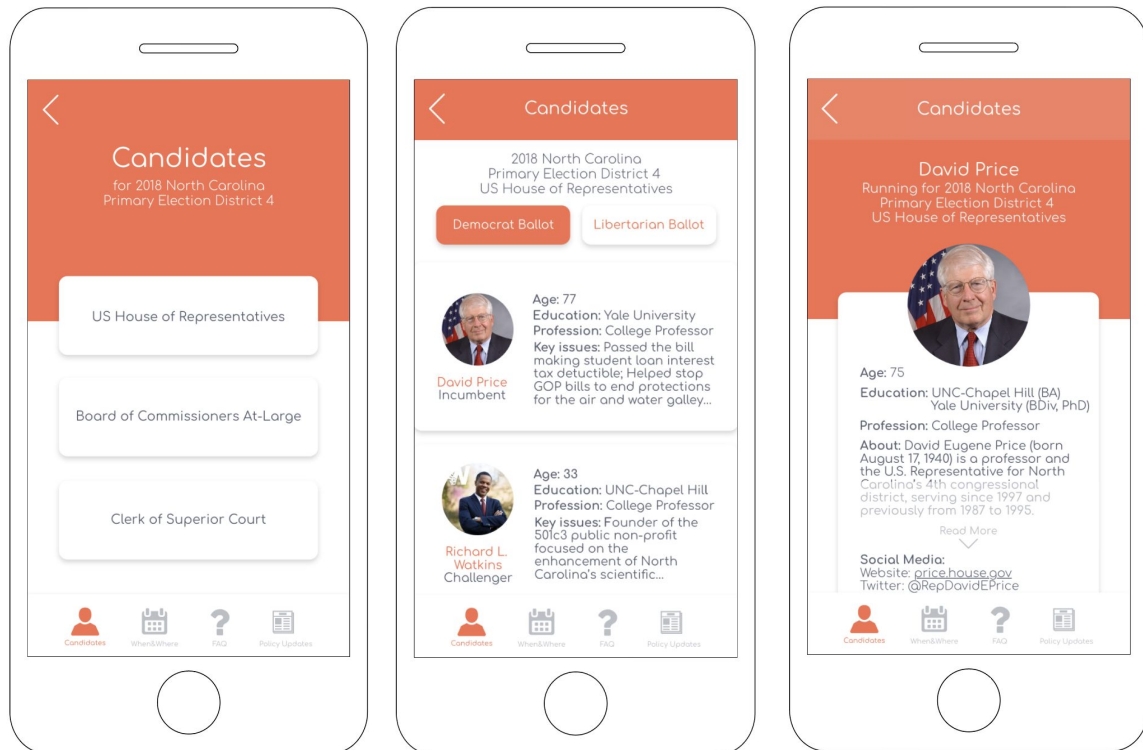 Candidates
for 2018 North Carolina
Primary Election District 4
US House of Representatives
Board of Commissioners At-Large
Clerk of Superior Court
Candidates
When&Where
FAQ
Policy Updates
Candidates
2018 North Carolina
Primary Election District 4
US House of Representatives
Democrat Ballot
Libertarian Ballot
David Price
Incumbent
Age: 77
Education: Yale University
Profession: College Professor
Key issues: Passed the bill
making student loan interest
tax deductible; Helped stop
GOP bills to end protections
for the air and water galley...
Richard L.
Watkins
Challenger
Age: 33
Education: UNC-Chapel Hill
Profession: College Professor
Key issues: Founder of the
501c3 public non-profit
focused on the
enhancement of North
Carolina's scientific...
Candidates
When&Where
FAQ
Policy Updates
Candidates
David Price
Running for 2018 North Carolina
Primary Election District 4
US House of Representatives
Age: 75
Education: UNC-Chapel Hill (BA)
Yale University (BDiv, PhD)
Profession: College Professor
About: David Eugene Price (born
August 17, 1940) is a professor and
the U.S. Representative for North
Carolina's 4th congressional
district, serving since 1997 and
previously from 1987 to 1995.
Read More
Social Media:
Website: price.house.gov
Twitter: @RepDavidEPrice
Candidates
When&Where
FAQ
Policy Updates